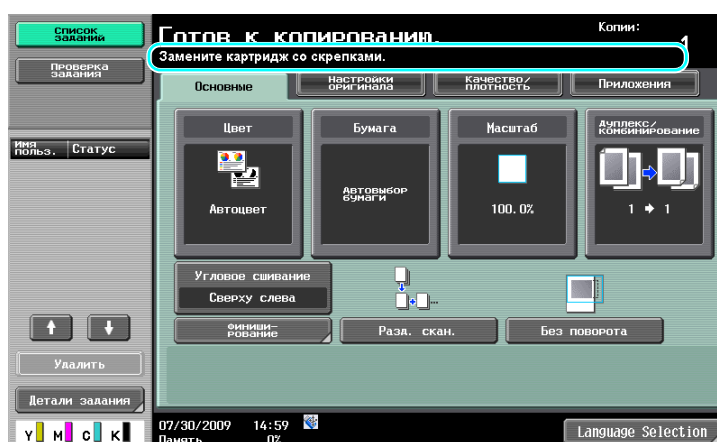 Список
заданий
Готов к копированию.
Копии:
1
Замените картридж со скрепками.
Проверка
задания
Основные
Настройки
оригинала
Качество/
плотность
Приложения
Имя
польз.
Статус
Цвет
Бумага
Масштаб
Дуплекс/
Комбинирование
Автоцвет
Автовыбор
бумаги
100.0%
1 → 1
Угловое сшивание
Сверху слева
Финиши-
рование
Разд. скан.
Без поворота
Удалить
Детали задания
Y M C K
07/30/2009 14:59
Память 0%
Language Selection